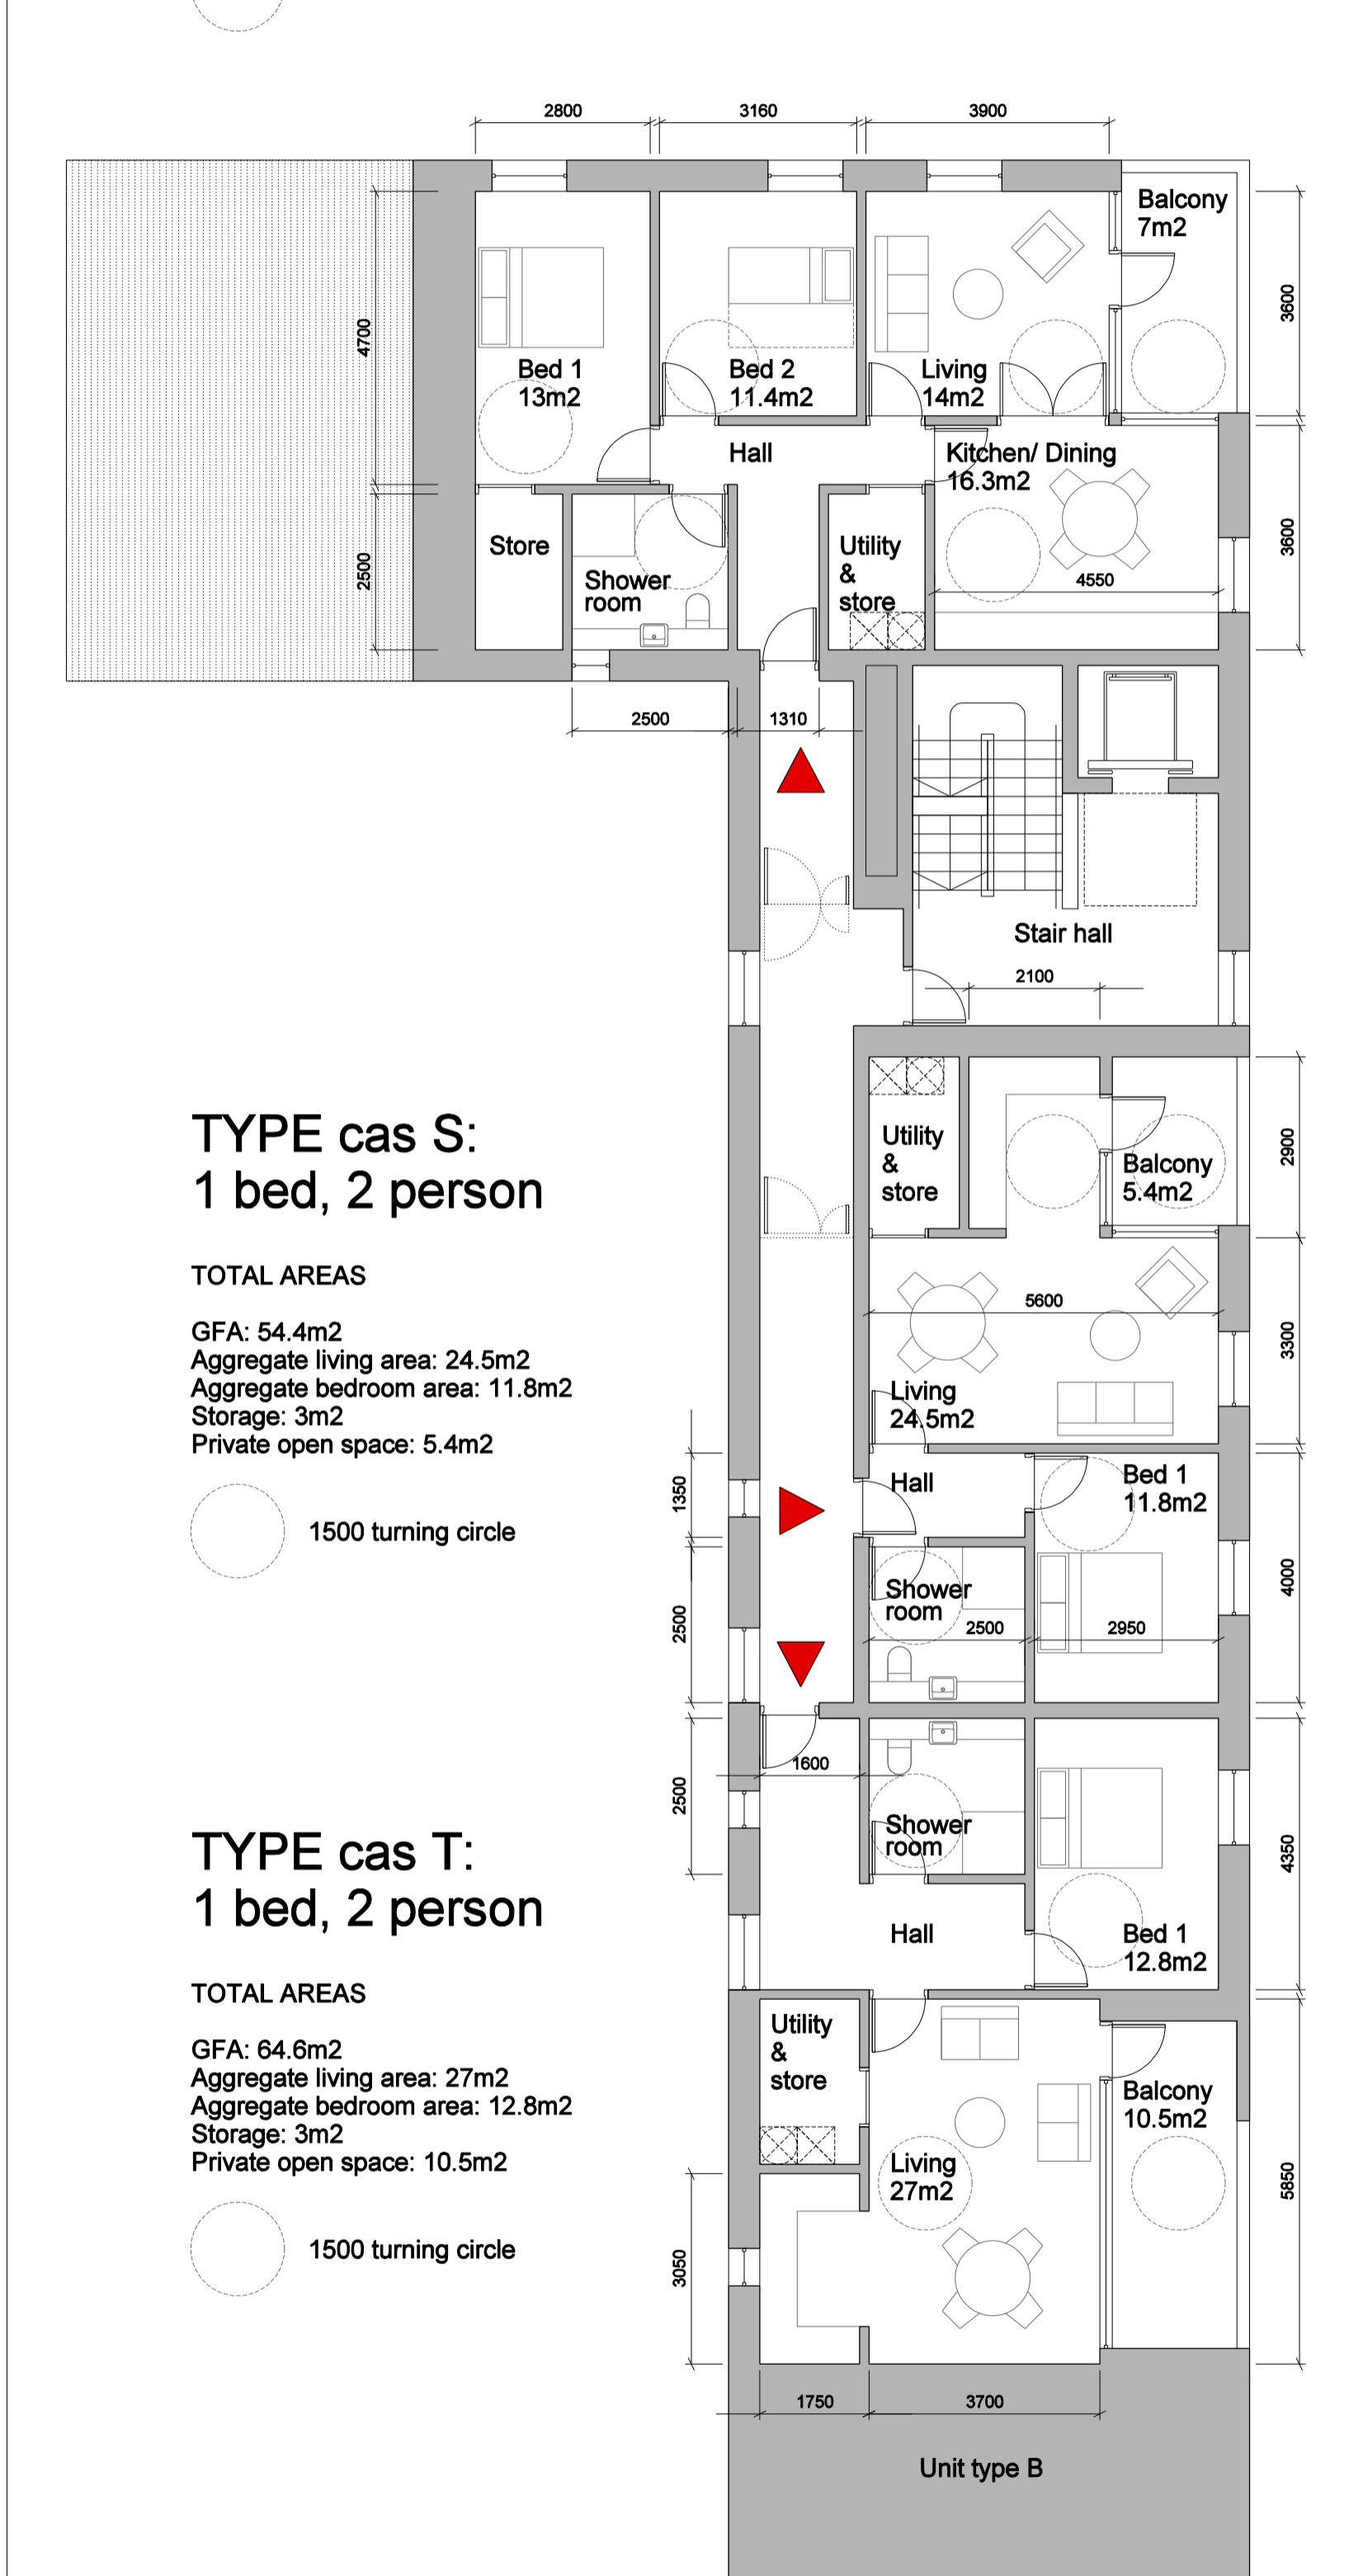 2800
3160
3900
Balcony
7m2
3600
4700
Bed 1
13m2
Bed 2
11.4m2
Living
14m2
Hall
Kitchen/ Dining
16.3m2
3600
Store
Utility
&
store
2500
Shower
room
4550
2500
1310
Stair hall
2100
TYPE cas S:
1 bed, 2 person
TOTAL AREAS
GFA: 54.4m2
Aggregate living area: 24.5m2
Aggregate bedroom area: 11.8m2
Storage: 3m2
Private open space: 5.4m2
1500 turning circle
Utility
&
store
Balcony
5.4m2
2900
5600
3300
Living
24.5m2
Hall
Bed 1
11.8m2
1350
Shower
room
2500
2500
2950
4000
1600
2500
Shower
room
4350
TYPE cas T:
1 bed, 2 person
TOTAL AREAS
GFA: 64.6m2
Aggregate living area: 27m2
Aggregate bedroom area: 12.8m2
Storage: 3m2
Private open space: 10.5m2
1500 turning circle
Hall
Bed 1
12.8m2
Utility
&
store
Balcony
10.5m2
Living
27m2
5850
3050
1750
3700
Unit type B